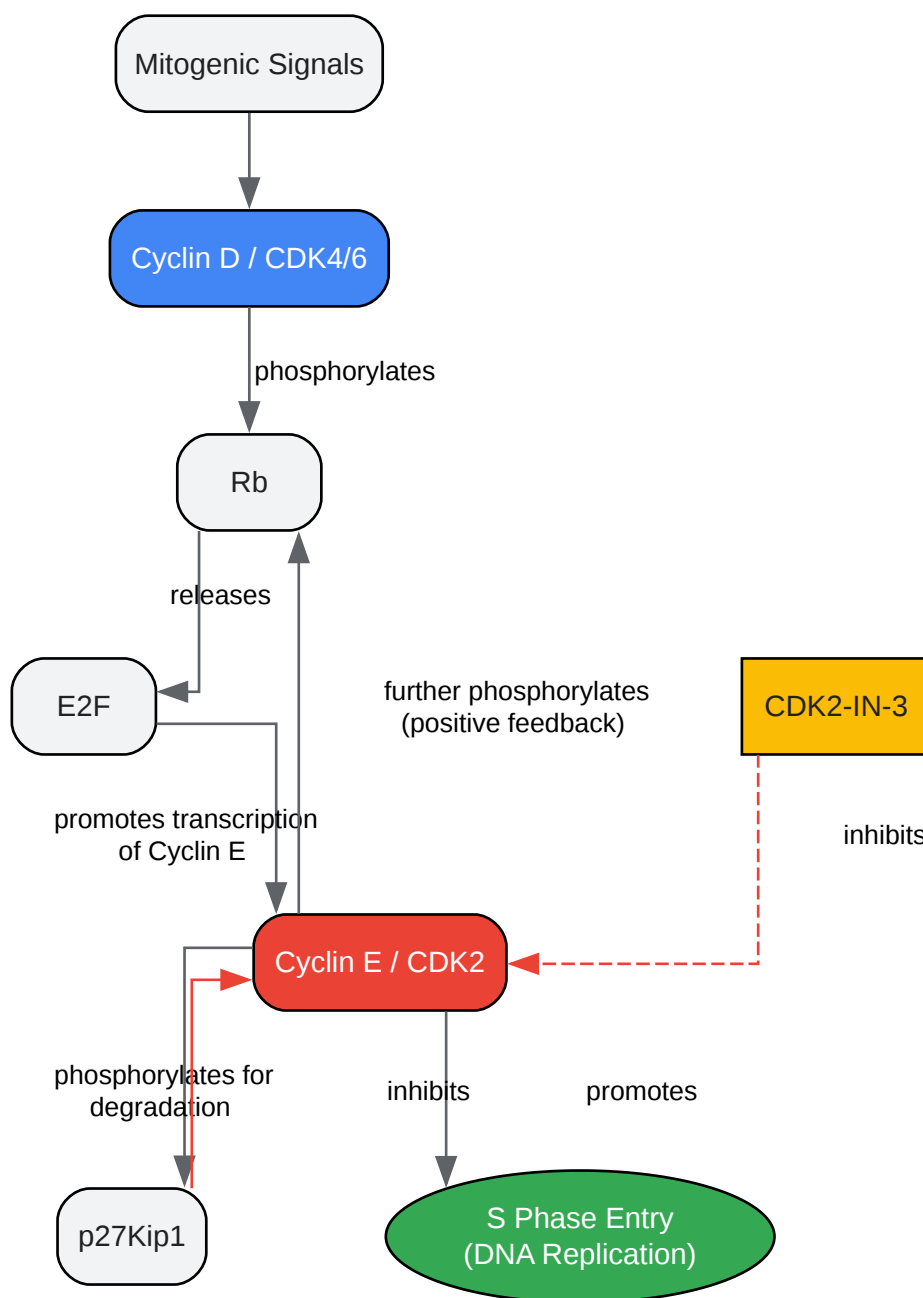 Mitogenic Signals
Cyclin D / CDK4/6
phosphorylates
Rb
releases
E2F
further phosphorylates
(positive feedback)
CDK2-IN-3
promotes transcription
of Cyclin E
inhibits
Cyclin E / CDK2
phosphorylates for
degradation
inhibits
promotes
p27Kip1
S Phase Entry
(DNA Replication)